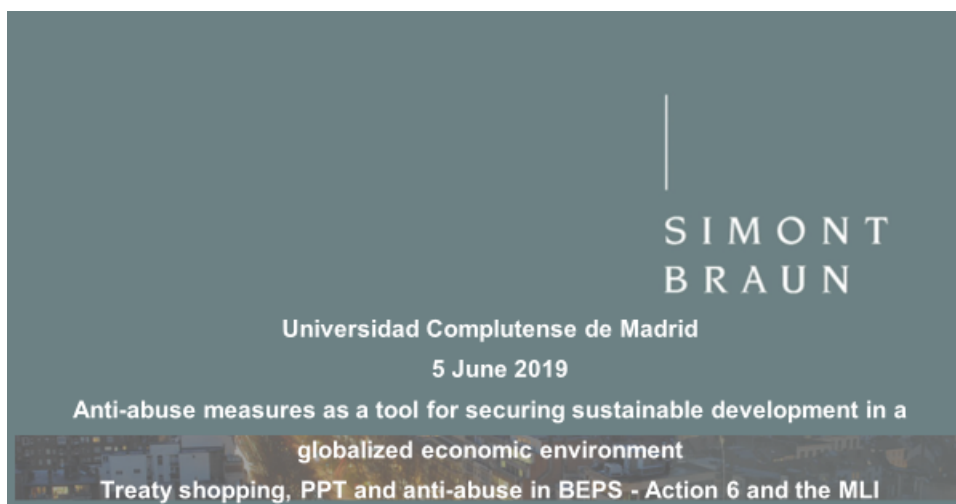 SIMONT
BRAUN
Universidad Complutense de Madrid
5 June 2019
Anti-abuse measures as a tool for securing sustainable development in a
globalized economic environment
Treaty shopping, PPT and anti-abuse in BEPS - Action 6 and the MLI